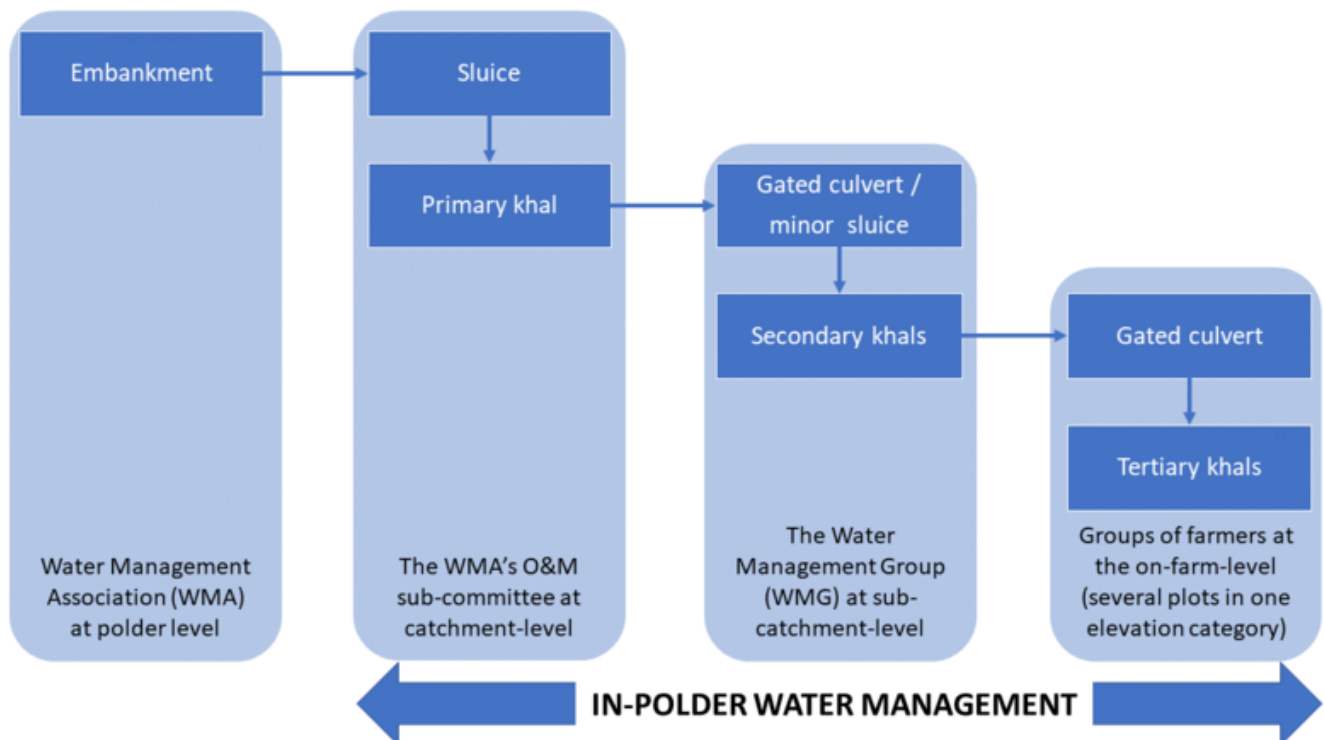 Embankment
Sluice
Primary khal
Gated culvert /
minor sluice
Secondary khals
Gated culvert
Tertiary khals
Water Management
Association (WMA)
at polder level
The WMA's O&M
sub-committee at
catchment-level
The Water
Management Group
(WMG) at sub-
catchment-level
Groups of farmers at
the on-farm-level
(several plots in one
elevation category)
IN-POLDER WATER MANAGEMENT